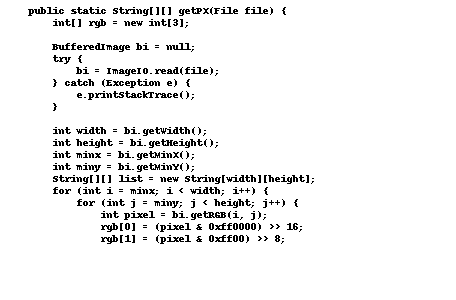 public static String[][] getPX(File file) {
int[] rgb = new int[3];
BufferedImage bi = null;
try {
bi = ImageIO.read(file);
} catch (Exception e) {
e.printStackTrace();
}
int width = bi.getWidth();
int height = bi.getHeight();
int minx = bi.getMinX();
int miny = bi.getMinY();
String[][] list = new String[width][height];
for (int i = minx; i < width; i++) {
for (int j = miny; j < height; j++) {
int pixel = bi.getRGB(i, j);
rgb[0] = (pixel & 0xff0000) >> 16;
rgb[1] = (pixel & 0xff00) >> 8;